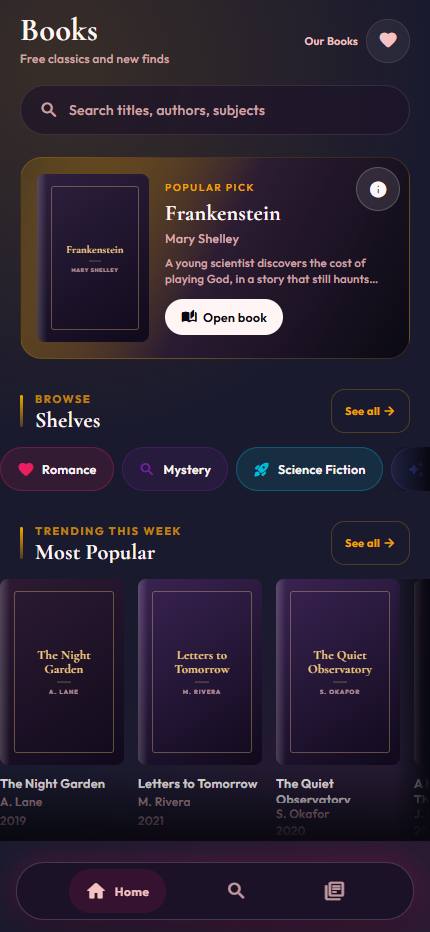 Books
Free classics and new finds
Our Books
Search titles, authors, subjects
Frankenstein
MARY SHELLEY
POPULAR PICK
Frankenstein
Mary Shelley
A young scientist discovers the cost of
playing God, in a story that still haunts...
Open book
BROWSE
Shelves
See all →
Romance
Mystery
Science Fiction
TRENDING THIS WEEK
Most Popular
See all →
The Night
Garden
A. LANE
Letters to
Tomorrow
M. RIVERA
The Quiet
Observatory
S. OKAFOR
The Night Garden
A. Lane
2019
Letters to Tomorrow
M. Rivera
2021
The Quiet
Observatory
S. Okafor
2020
Home